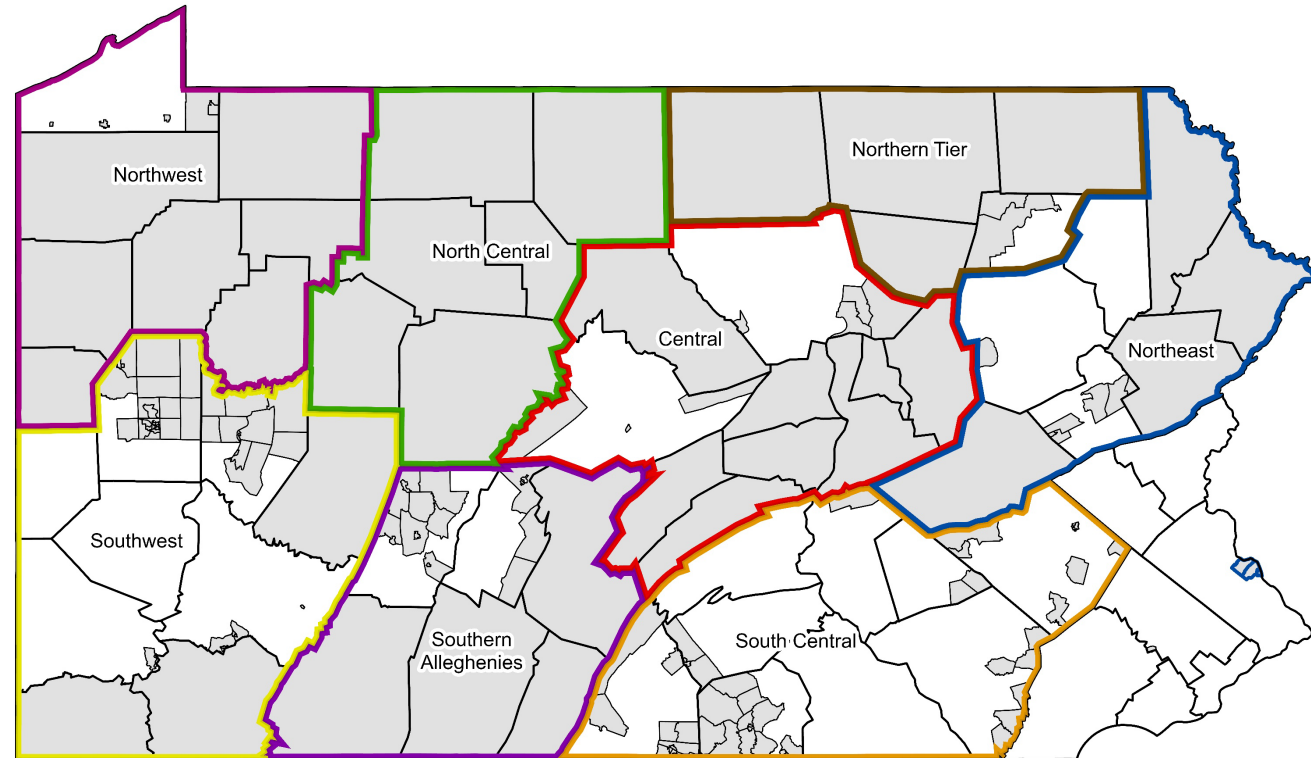 Northern Tier
Northwest
North Central
Central
Northeast
Southwest
Southern
Alleghenies
South Central